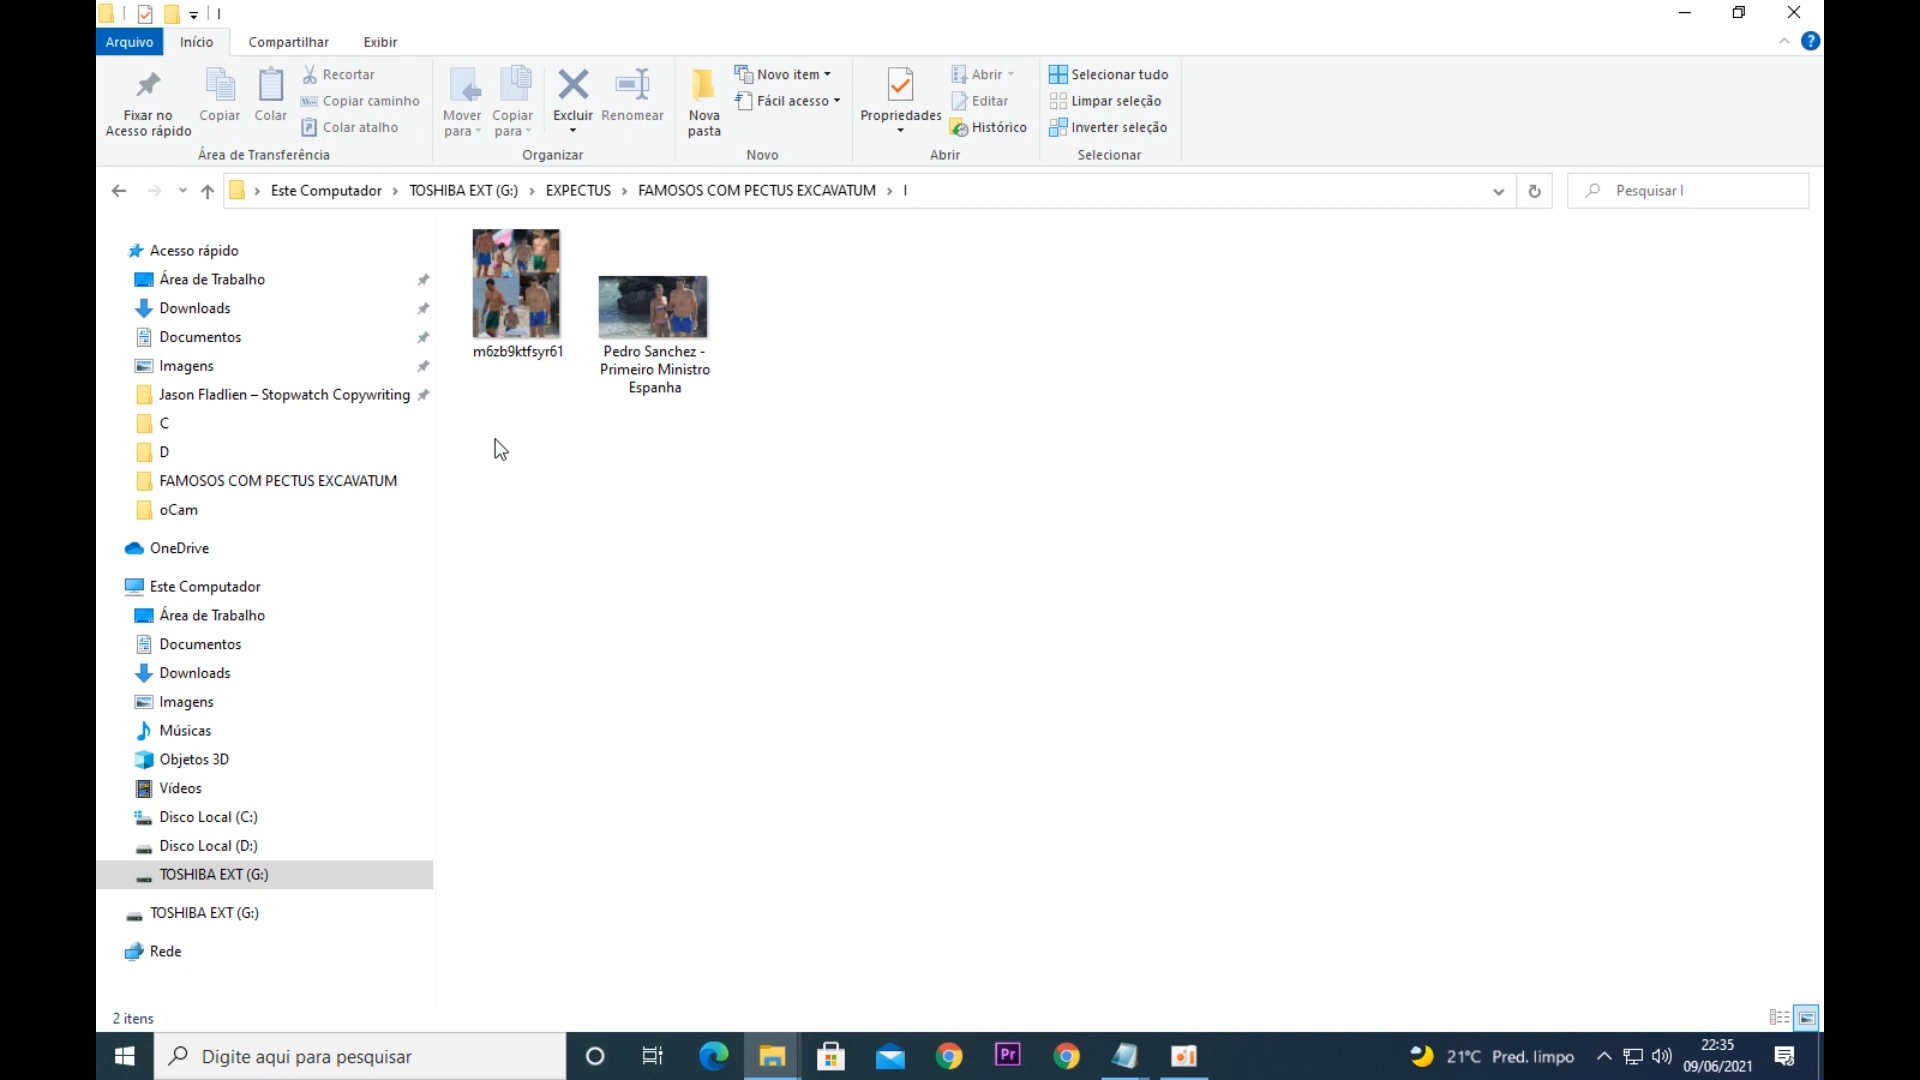 Arquivo
Início
Compartilhar
Exibir
Fixar no
Acesso rápido
Copiar
Colar
Recortar
Copiar caminho
Colar atalho
Área de Transferência
Mover
para
Copiar
para
Excluir
Renomear
Organizar
Nova
pasta
Novo item
Fácil acesso
Novo
Propriedades
Abrir
Editar
Histórico
Abrir
Selecionar tudo
Limpar seleção
Inverter seleção
Selecionar
Este Computador
TOSHIBA EXT (G:)
EXPECTUS
FAMOSOS COM PECTUS EXCAVATUM
I
Pesquisar I
Acesso rápido
Área de Trabalho
Downloads
Documentos
Imagens
Jason Fladlien – Stopwatch Copywriting
C
D
FAMOSOS COM PECTUS EXCAVATUM
oCam
OneDrive
Este Computador
Área de Trabalho
Documentos
Downloads
Imagens
Músicas
Objetos 3D
Vídeos
Disco Local (C:)
Disco Local (D:)
TOSHIBA EXT (G:)
TOSHIBA EXT (G:)
Rede
m6zb9ktfsyr61
Pedro Sanchez -
Primeiro Ministro
Espanha
2 itens
Digite aqui para pesquisar
Pr
21°C Pred. limpo
22:35
09/06/2021